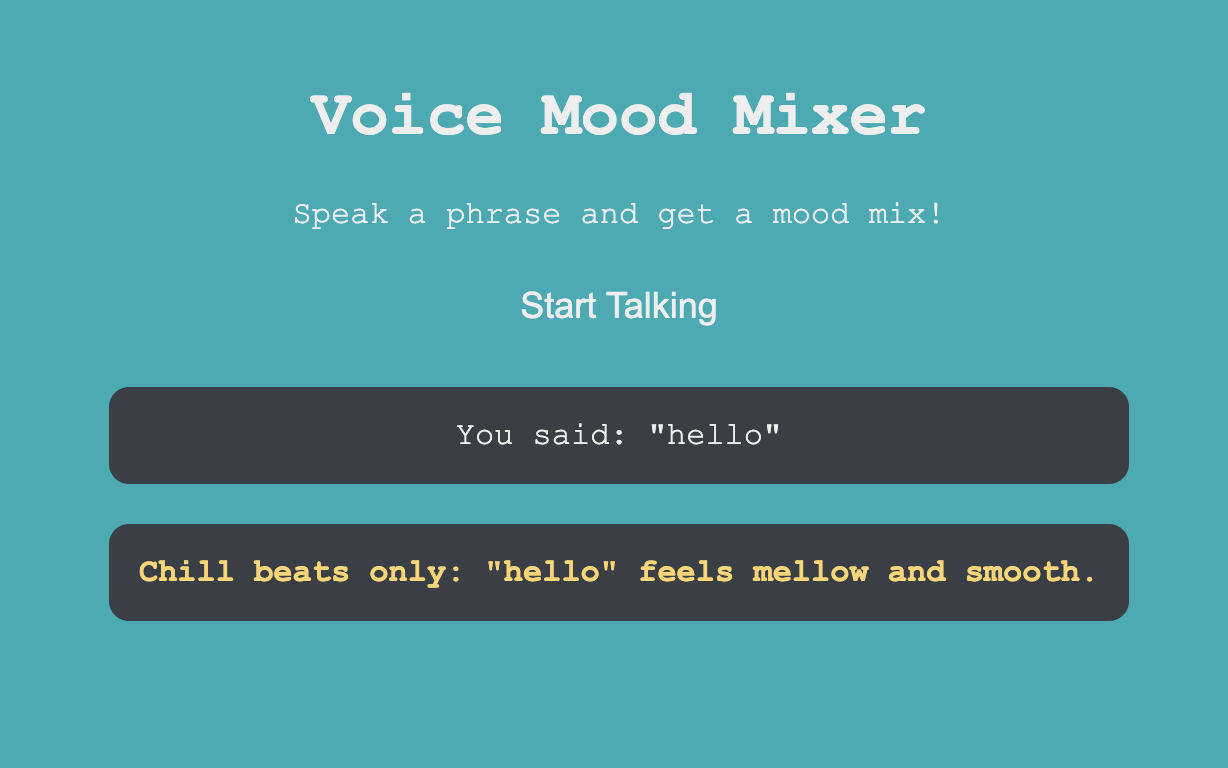 Voice Mood Mixer
Speak a phrase and get a mood mix!
Start Talking
You said: "hello"
Chill beats only: "hello" feels mellow and smooth.